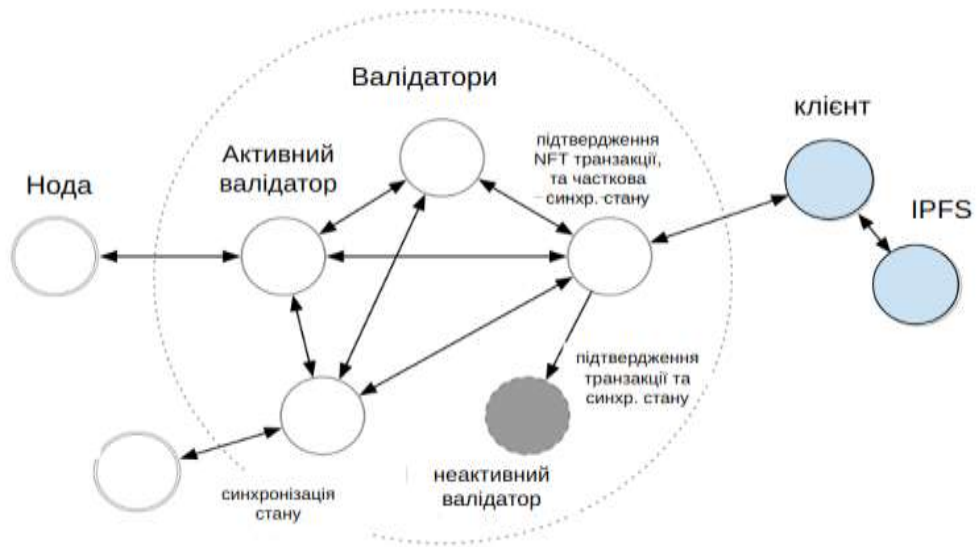 Валідатори
клієнт
підтвердження
NFT транзакції,
та часткова
синхр. стану
Активний
валідатор
Нода
IPFS
підтвердження
транзакції та
синхр. стану
неактивний
валідатор
синхронізація
стану